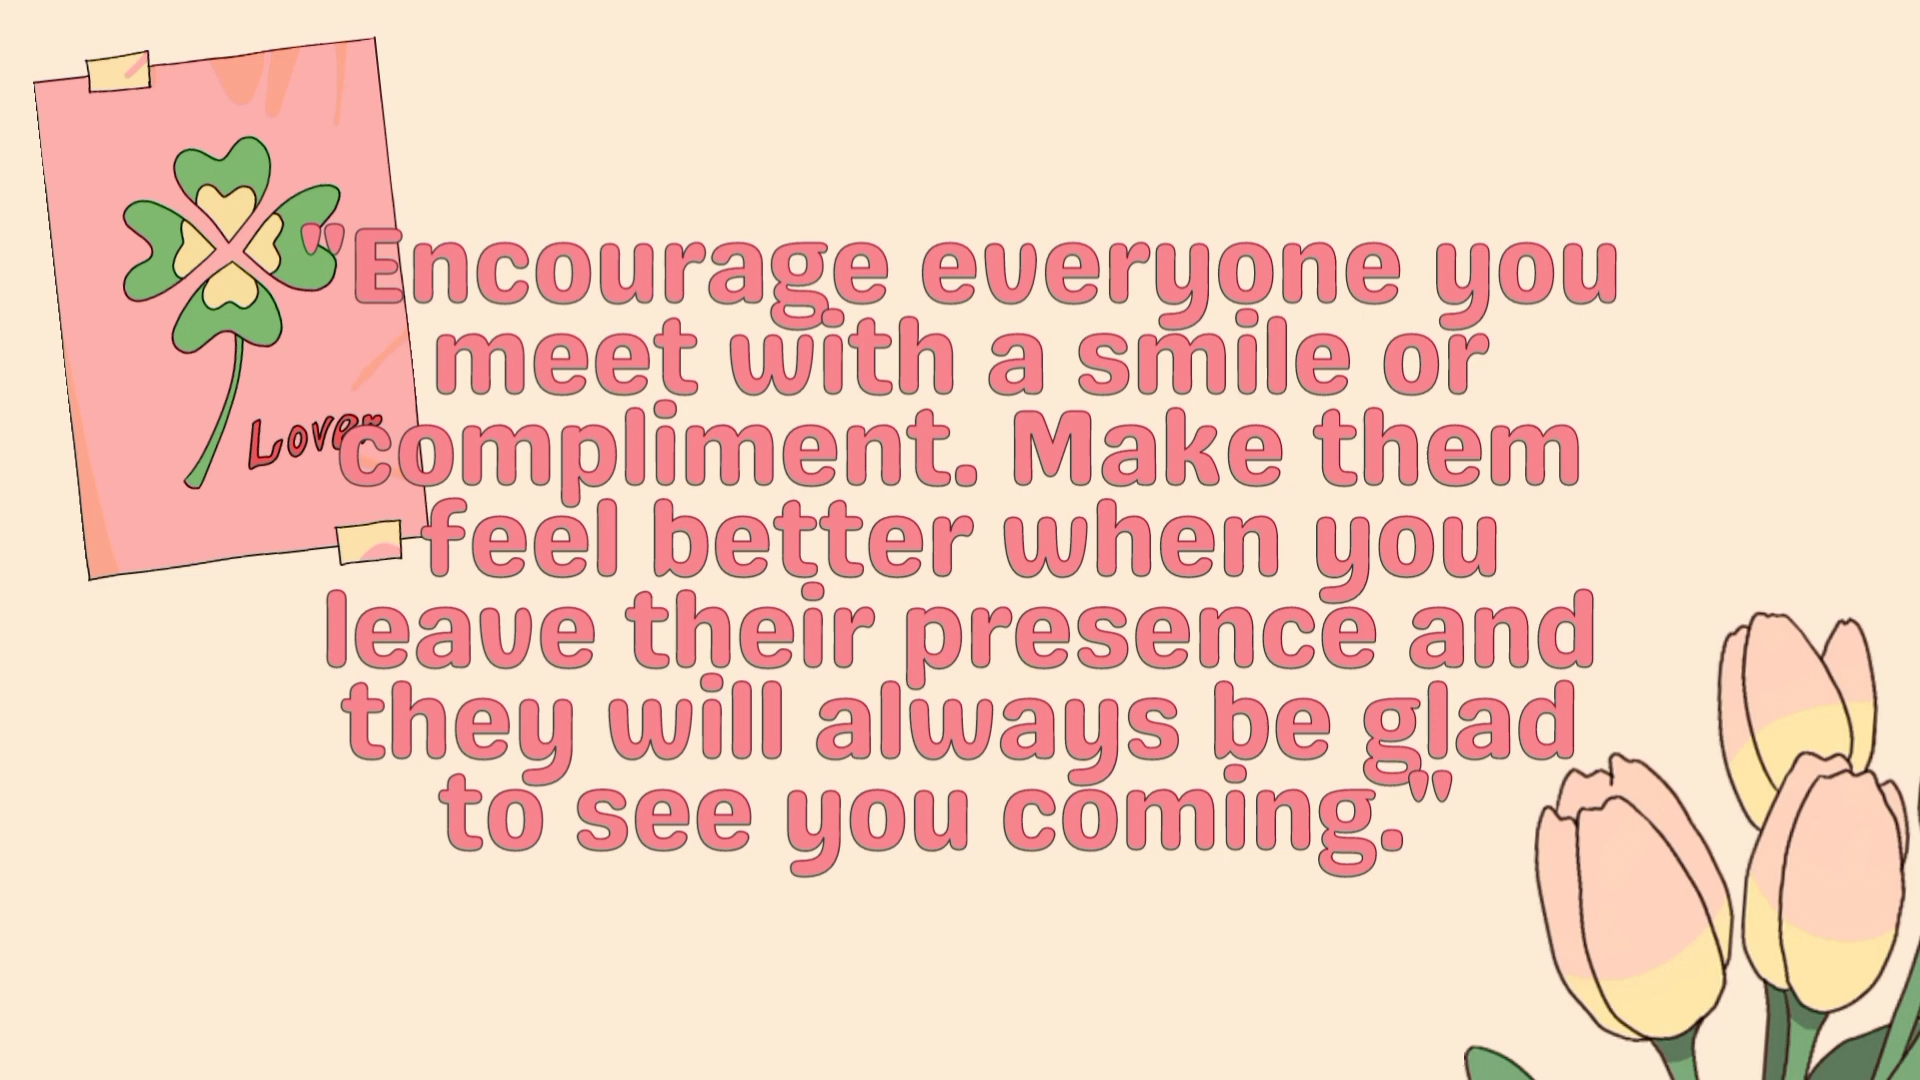 Lover
"Encourage everyone you
meet with a smile or
compliment. Make them
feel better when you
leave their presence and
they will always be glad
to see you coming."